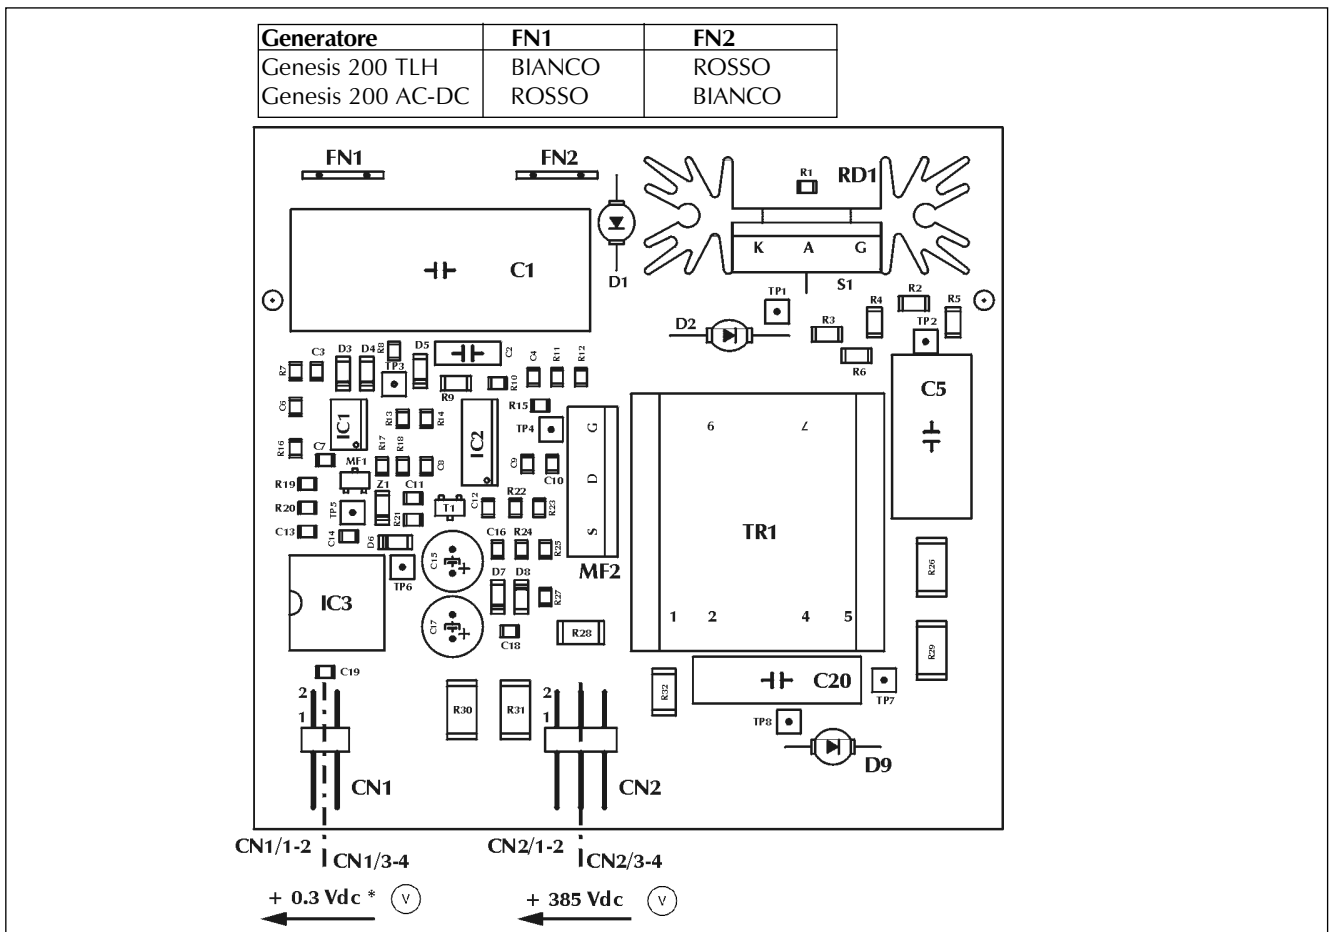 Generatore FN1 FN2
Genesis 200 TLH BIANCO ROSSO
Genesis 200 AC-DC ROSSO BIANCO
FN1 FN2 R1 RD1
K A G
C1 D1 S1
TP1 R2 R4 R5
D2 R3 TP2
R6
R7 C3 D3 D4 R8 D5 C2 C4 R11 R12
TP3 R9 R10
C5
C6 IC1 R13 R14 IC2 R15 TP4 G 6 7
R16 C7 R17 R18 C8 C9 C10 D
MF1
R19 Z1 C11 C12 R22 R23
R20 TP5 R21 T1 S
C13 C14 D6 C15 + C16 R24 R25 TR1
MF2
TP6 D7 D8 R26
IC3 R27
C17 + C18 R28 1 2 4 5 R29
C19 R32 C20 TP7
2 2
1 R30 R31 1 TP8
D9
CN1 CN2
CN1/1-2 CN2/1-2
CN1/3-4 CN2/3-4
+ 0.3 Vdc * V + 385 Vdc V